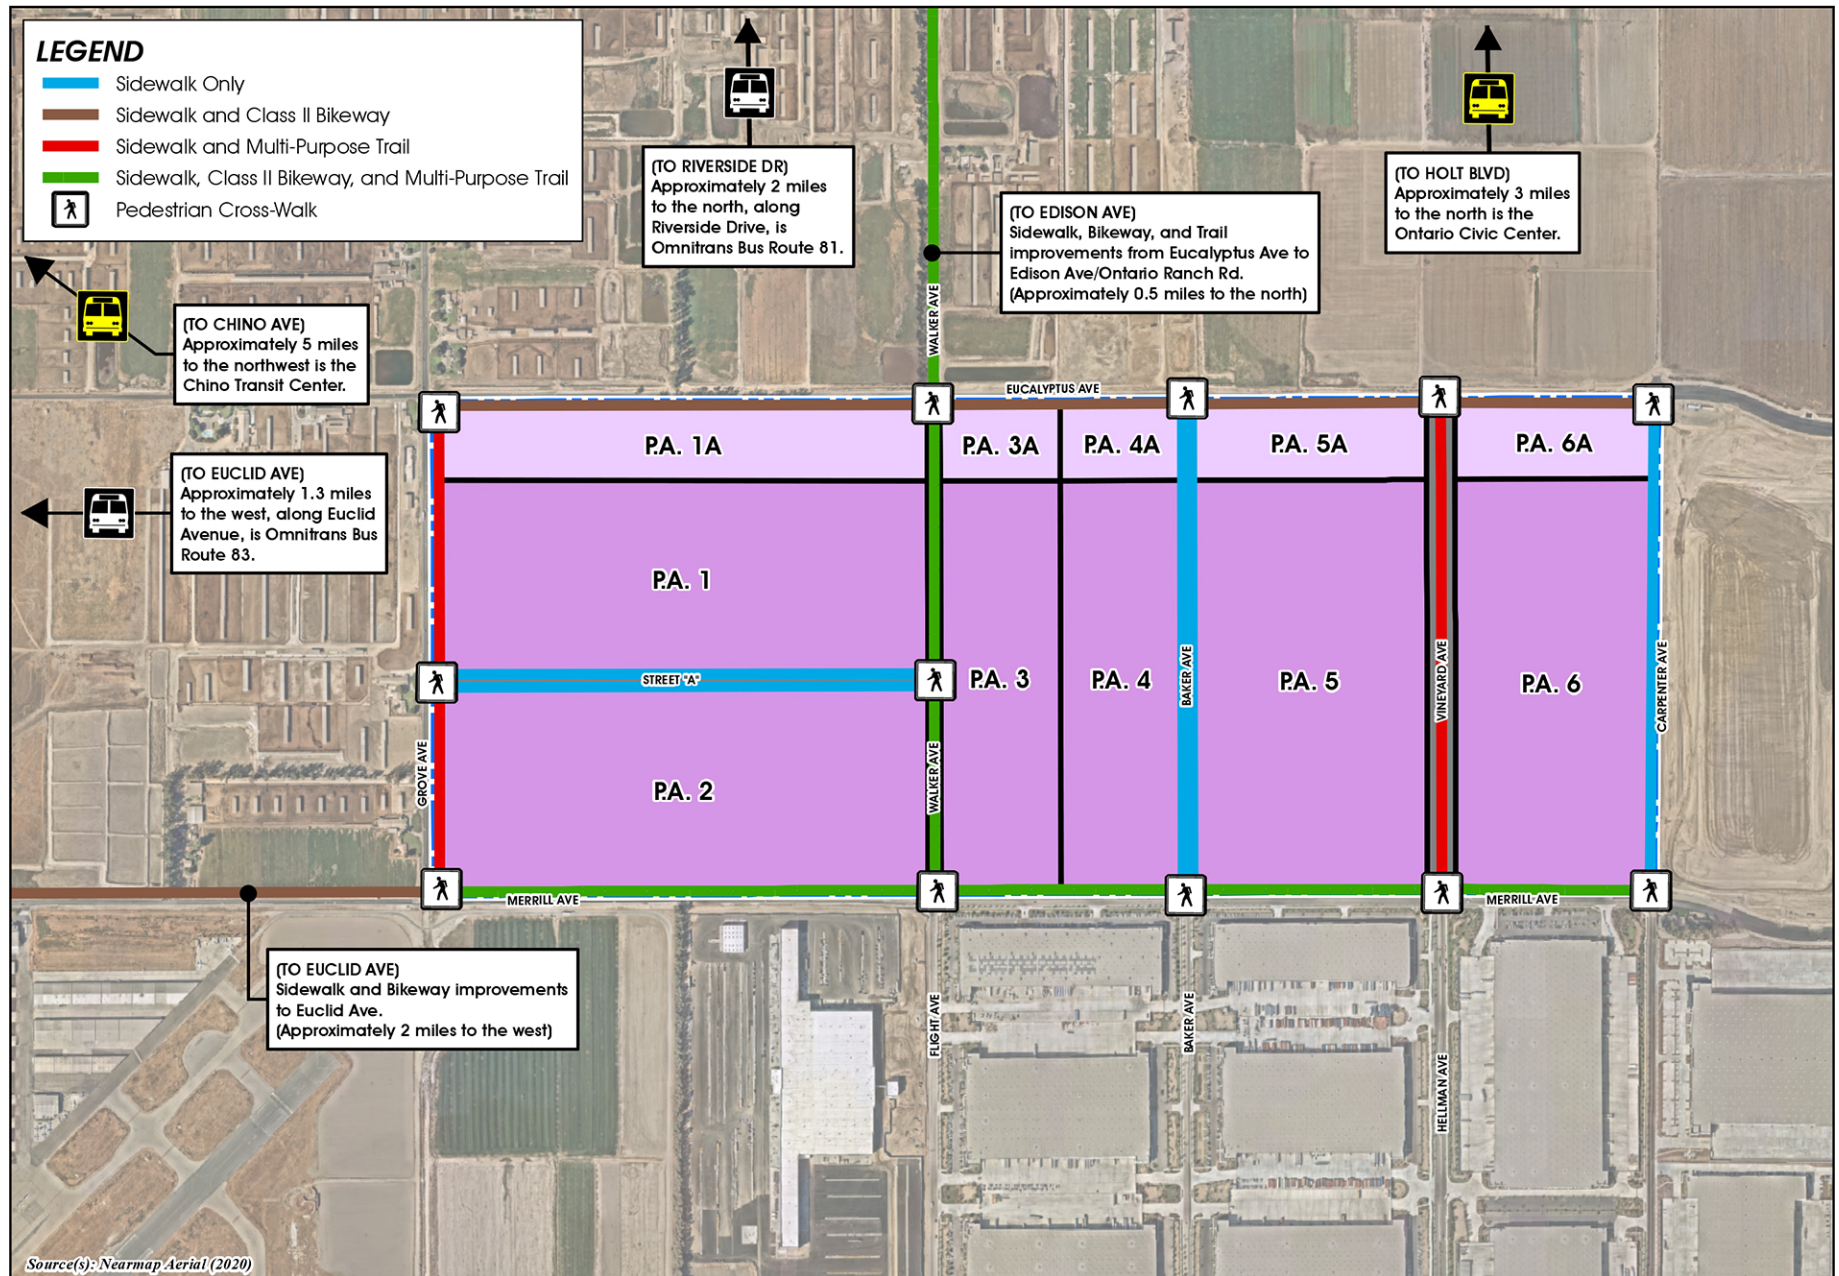 LEGEND
Sidewalk Only
Sidewalk and Class II Bikeway
Sidewalk and Multi-Purpose Trail
Sidewalk, Class II Bikeway, and Multi-Purpose Trail
Pedestrian Cross-Walk
(TO RIVERSIDE DR)
Approximately 2 miles
to the north, along
Riverside Drive, is
Omnitrans Bus Route 81.
(TO HOLT BLVD)
Approximately 3 miles
to the north is the
Ontario Civic Center.
(TO EDISON AVE)
Sidewalk, Bikeway, and Trail
improvements from Eucalyptus Ave to
Edison Ave/Ontario Ranch Rd.
(Approximately 0.5 miles to the north)
(TO CHINO AVE)
Approximately 5 miles
to the northwest is the
Chino Transit Center.
WALKER AVE
EUCALYPTUS AVE
P.A. 1A
P.A. 3A
P.A. 4A
P.A. 5A
P.A. 6A
(TO EUCLID AVE)
Approximately 1.3 miles
to the west, along Euclid
Avenue, is Omnitrans Bus
Route 83.
P.A. 1
STREET "A"
P.A. 3
P.A. 4
BAKER AVE
P.A. 5
VINEYARD AVE
P.A. 6
CARPENTER AVE
GROVE AVE
P.A. 2
WALKER AVE
MERRILL AVE
MERRILL AVE
(TO EUCLID AVE)
Sidewalk and Bikeway improvements
to Euclid Ave.
(Approximately 2 miles to the west)
FLIGHT AVE
BAKER AVE
HELLMAN AVE
Source(s): Nearmap Aerial (2020)